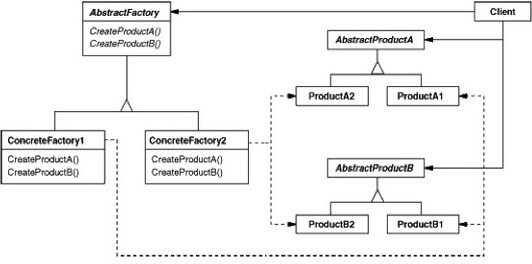 AbstractFactory
CreateProductA()
CreateProductB()
Client
AbstractProductA
ProductA2
ProductA1
ConcreteFactory1
CreateProductA()
CreateProductB()
ConcreteFactory2
CreateProductA()
CreateProductB()
AbstractProductB
ProductB2
ProductB1